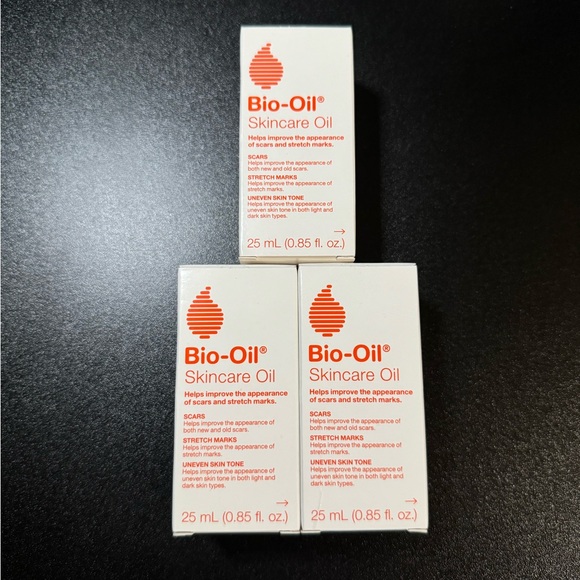 Bio-Oil®
Skincare Oil
Helps improve the appearance
of scars and stretch marks.
SCARS
Helps improve the appearance of
both new and old scars.
STRETCH MARKS
Helps improve the appearance of
stretch marks.
UNEVEN SKIN TONE
Helps improve the appearance of
uneven skin tone in both light and
dark skin types.
→
25 mL (0.85 fl. oz.)
Bio-Oil®
Skincare Oil
Helps improve the appearance
of scars and stretch marks.
SCARS
Helps improve the appearance of
both new and old scars.
STRETCH MARKS
Helps improve the appearance of
stretch marks.
UNEVEN SKIN TONE
Helps improve the appearance of
uneven skin tone in both light and
dark skin types.
→
25 mL (0.85 fl. oz.)
Bio-Oil®
Skincare Oil
Helps improve the appearance
of scars and stretch marks.
SCARS
Helps improve the appearance of
both new and old scars.
STRETCH MARKS
Helps improve the appearance of
stretch marks.
UNEVEN SKIN TONE
Helps improve the appearance of
uneven skin tone in both light and
dark skin types.
→
25 mL (0.85 fl. oz.)